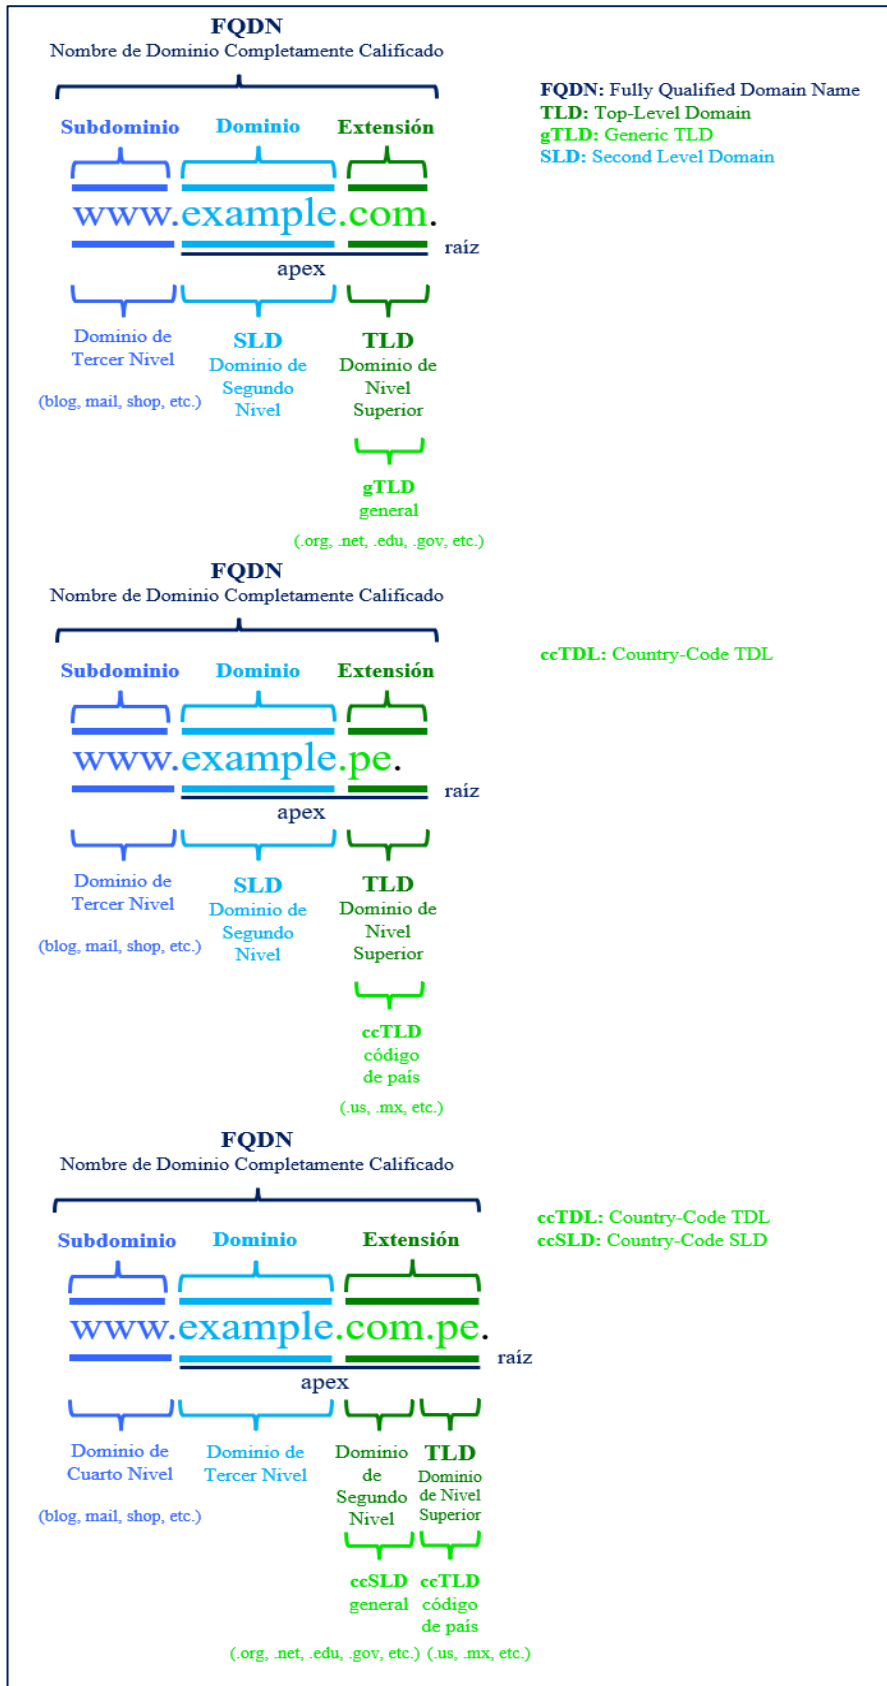 FQDN
Nombre de Dominio Completamente Calificado
FQDN: Fully Qualified Domain Name
TLD: Top-Level Domain
gTLD: Generic TLD
SLD: Second Level Domain
Subdominio Dominio Extensión
www.example.com.
raíz
apex
Dominio de
Tercer Nivel
(blog, mail, shop, etc.)
SLD
Dominio de
Segundo
Nivel
TLD
Dominio de
Nivel
Superior
gTLD
general
(.org, .net, .edu, .gov, etc.)
FQDN
Nombre de Dominio Completamente Calificado
ccTDL: Country-Code TDL
Subdominio Dominio Extensión
www.example.pe.
raíz
apex
Dominio de
Tercer Nivel
(blog, mail, shop, etc.)
SLD
Dominio de
Segundo
Nivel
TLD
Dominio de
Nivel
Superior
ccTLD
código
de país
(.us, .mx, etc.)
FQDN
Nombre de Dominio Completamente Calificado
ccTDL: Country-Code TDL
ccSLD: Country-Code SLD
Subdominio Dominio Extensión
www.example.com.pe.
raíz
apex
Dominio de
Cuarto Nivel
(blog, mail, shop, etc.)
Dominio de
Tercer Nivel
Dominio
de
Segundo
Nivel
TLD
Dominio
de Nivel
Superior
ccSLD
general
ccTLD
código
de país
(.org, .net, .edu, .gov, etc.) (.us, .mx, etc.)